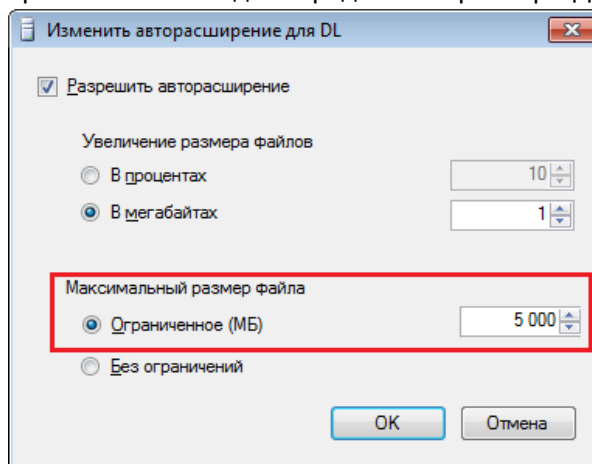 Изменить авторасширение для DL
Разрешить авторасширение
Увеличение размера файлов
В процентах 10
В мегабайтах 1
Максимальный размер файла
Ограниченное (МБ) 5 000
Без ограничений
OK Отмена